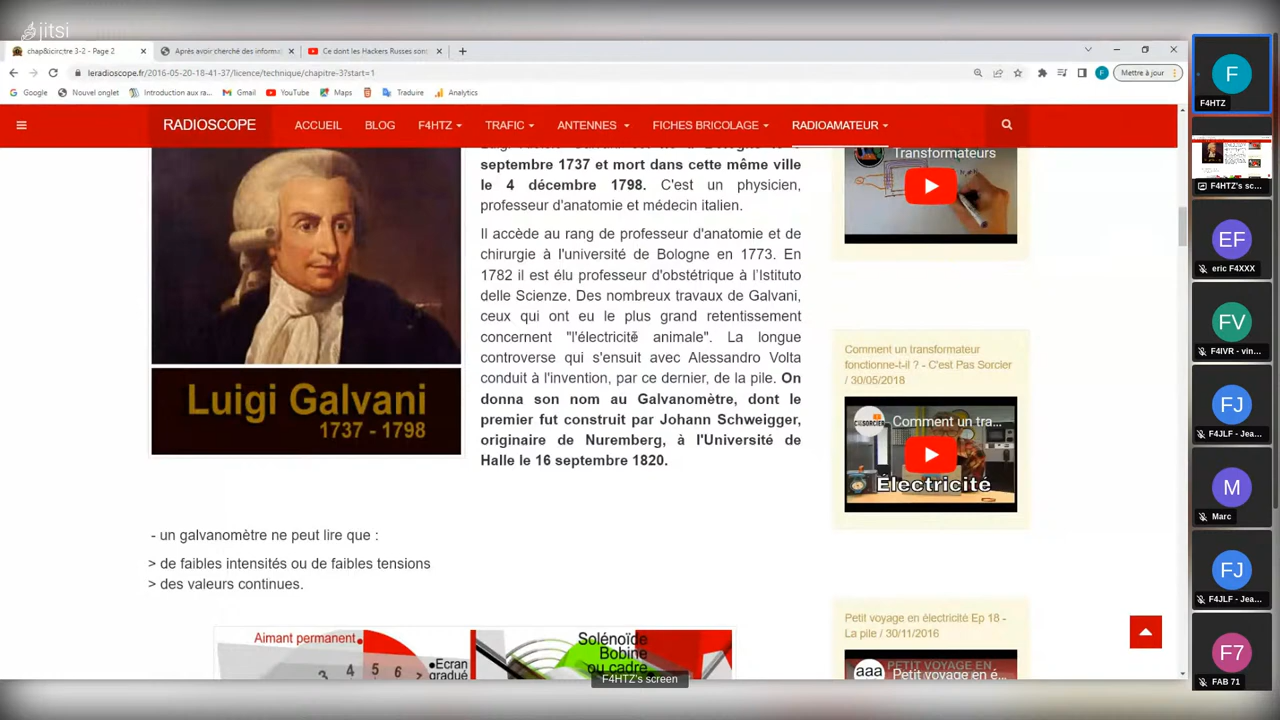 jitsi
chap&icirc;tre 3-2 - Page 2
Après avoir cherché des informa
Ce dont les Hackers Russes sont
leradioscope.fr/2016-05-20-18-41-37/licence/technique/chapitre-3?start=1
F
Mettre à jour
Google
Nouvel onglet
Introduction aux ra...
Gmail
YouTube
Maps
Traduire
Analytics
RADIOSCOPE
ACCUEIL
BLOG
F4HTZ
TRAFIC
ANTENNES
FICHES BRICOLAGE
RADIOAMATEUR
septembre 1737 et mort dans cette même ville
le 4 décembre 1798. C'est un physicien,
professeur d'anatomie et médecin italien.
Il accède au rang de professeur d'anatomie et de
chirurgie à l'université de Bologne en 1773. En
1782 il est élu professeur d'obstétrique à l'Istituto
delle Scienze. Des nombreux travaux de Galvani,
ceux qui ont eu le plus grand retentissement
concernent "l'électricité animale". La longue
controverse qui s'ensuit avec Alessandro Volta
conduit à l'invention, par ce dernier, de la pile. On
donna son nom au Galvanomètre, dont le
premier fut construit par Johann Schweigger,
originaire de Nuremberg, à l'Université de
Halle le 16 septembre 1820.
Luigi Galvani
1737 - 1798
- un galvanomètre ne peut lire que :
> de faibles intensités ou de faibles tensions
> des valeurs continues.
Aimant permanent
3 4 5 6
Ecran
gradué
Solénoïde
Bobine
ou cadre
F4HTZ's screen
Transformateurs
Comment un transformateur
fonctionne-t-il ? - C'est Pas Sorcier
/ 30/05/2018
Comment un tra...
Électricité
Petit voyage en électricité Ep 18 -
La pile / 30/11/2016
aaa
PETIT VOYAGE EN
Petit voyage en é...
F
F4HTZ
F4HTZ's sc...
EF
eric F4XXX
FV
F4IVR - vin...
FJ
F4JLF - Jea...
M
Marc
FJ
F4JLF - Jea...
F7
FAB 71